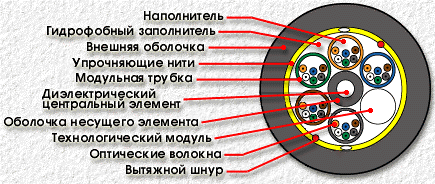 Наполнитель
Гидрофобный заполнитель
Внешняя оболочка
Упрочняющие нити
Модульная трубка
Диэлектрический
центральный элемент
Оболочка несущего элемента
Технологический модуль
Оптические волокна
Вытяжной шнур